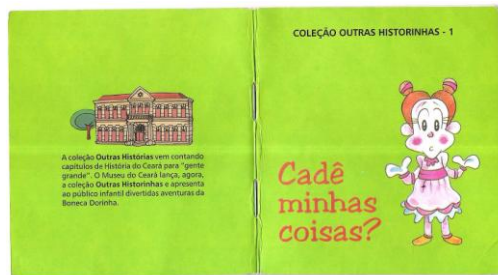 A coleção Outras Histórias vem contando
capítulos de História do Ceará para "gente
grande". O Museu do Ceará lança, agora,
a coleção Outras Historinhas e apresenta
ao público infantil divertidas aventuras da
Boneca Dorinha.
COLEÇÃO OUTRAS HISTORINHAS - 1
Cadê
minhas
coisas?